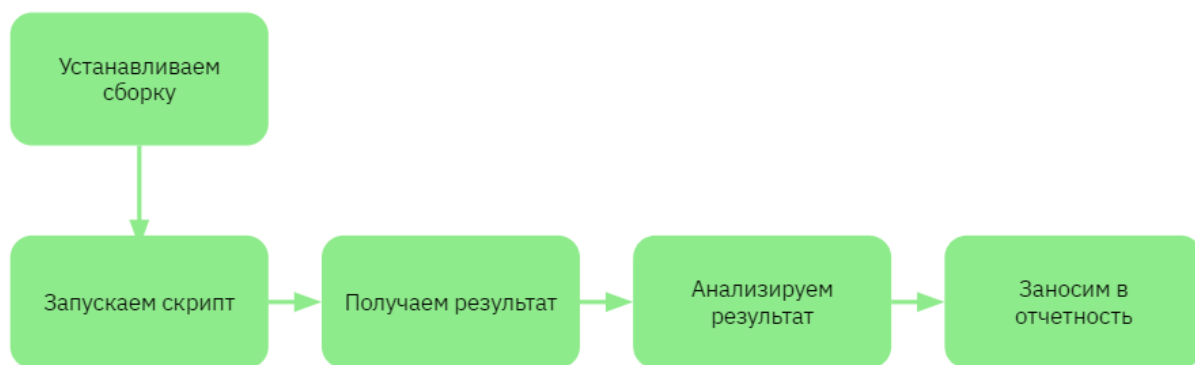 Устанавливаем
сборку
Запускаем скрипт
Получаем результат
Анализируем
результат
Заносим в
отчетность